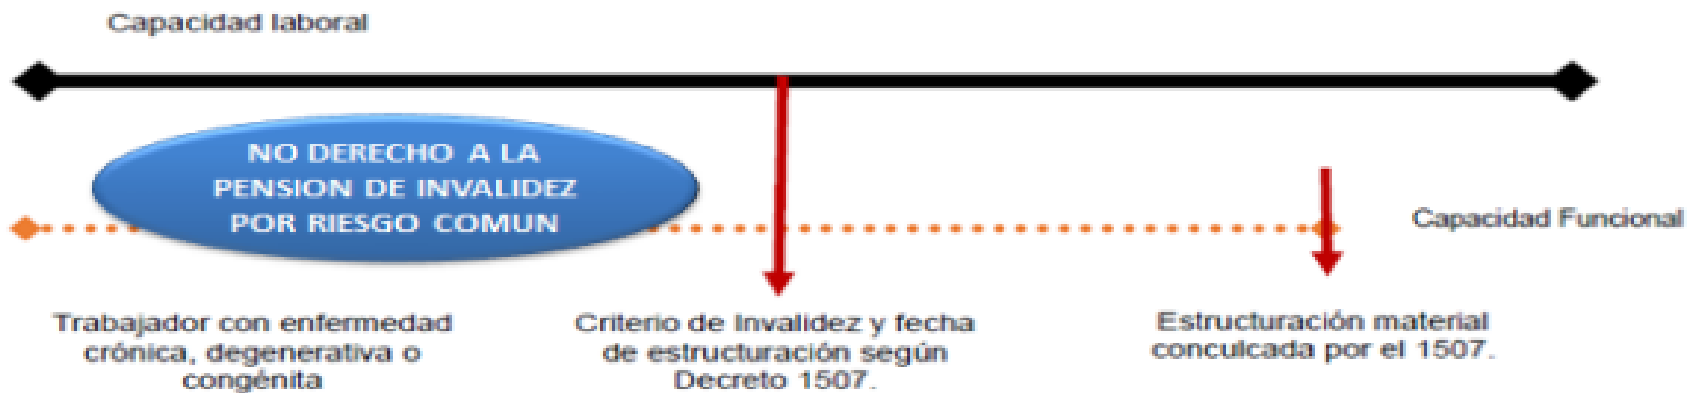 Capacidad laboral
NO DERECHO A LA
PENSION DE INVALIDEZ
POR RIESGO COMUN
Capacidad Funcional
Trabajador con enfermedad
crónica, degenerativa o
congénita
Criterio de Invalidez y fecha
de estructuración según
Decreto 1507.
Estructuración material
conculcada por el 1507.